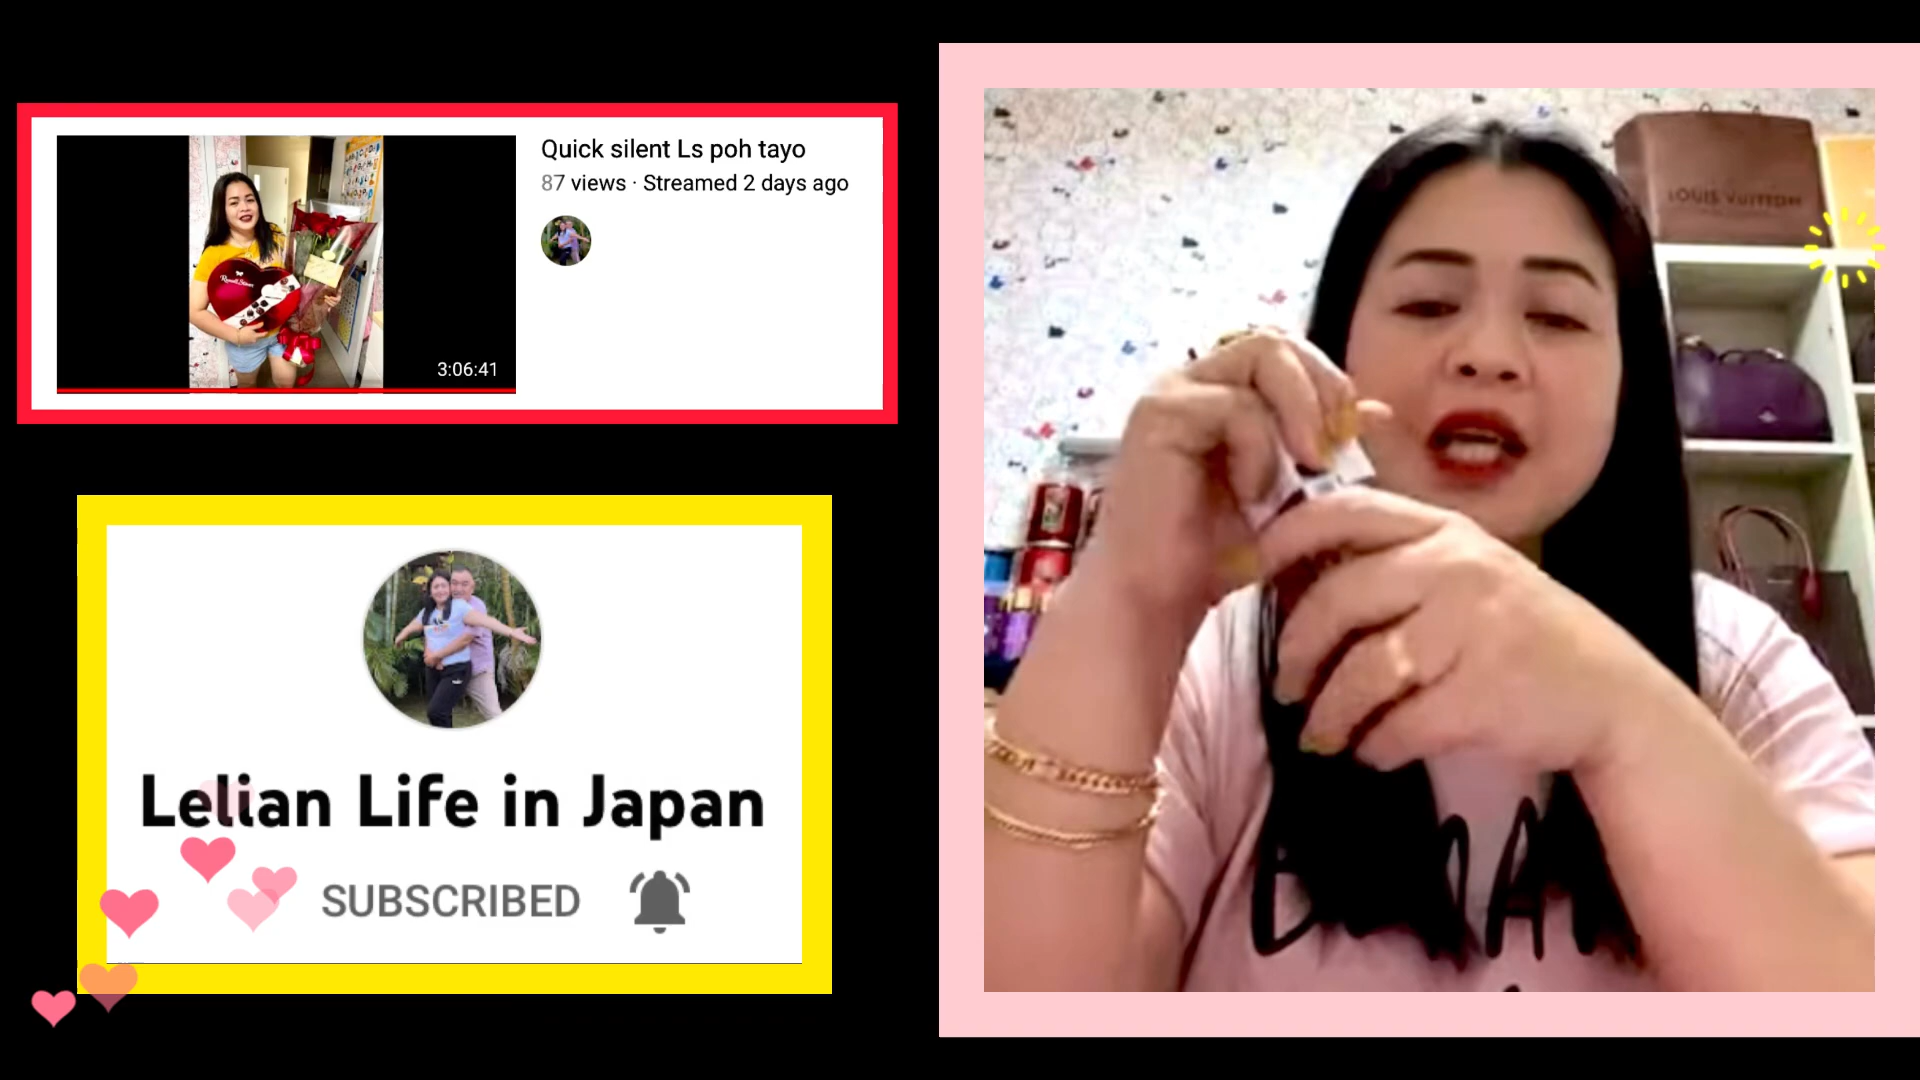 Quick silent Ls poh tayo
87 views · Streamed 2 days ago
3:06:41
Lelian Life in Japan
SUBSCRIBED
LOUIS VUITTON